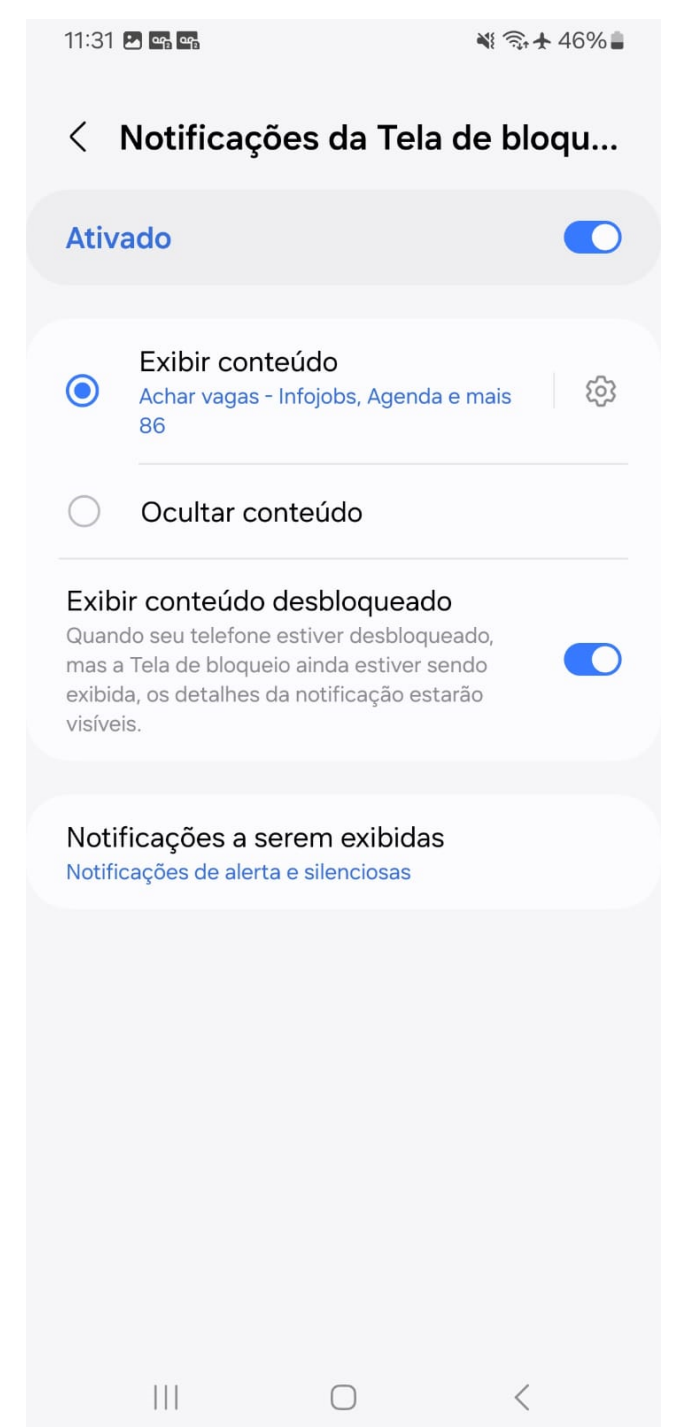 11:31
46%
Notificações da Tela de bloqu...
Ativado
Exibir conteúdo
Achar vagas - Infojobs, Agenda e mais
86
Ocultar conteúdo
Exibir conteúdo desbloqueado
Quando seu telefone estiver desbloqueado,
mas a Tela de bloqueio ainda estiver sendo
exibida, os detalhes da notificação estarão
visíveis.
Notificações a serem exibidas
Notificações de alerta e silenciosas